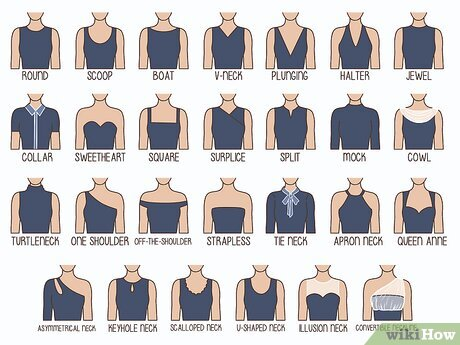 ROUND SCOOP BOAT V-NECK PLUNGING HALTER JEWEL
COLLAR SWEETHEART SQUARE SURPLICE SPLIT MOCK COWL
TURTLENECK ONE SHOULDER OFF-THE-SHOULDER STRAPLESS TIE NECK APRON NECK QUEEN ANNE
ASYMMETRICAL NECK KEYHOLE NECK SCALLOPED NECK U-SHAPED NECK ILLUSION NECK CONVERTIBLE
wikiHow